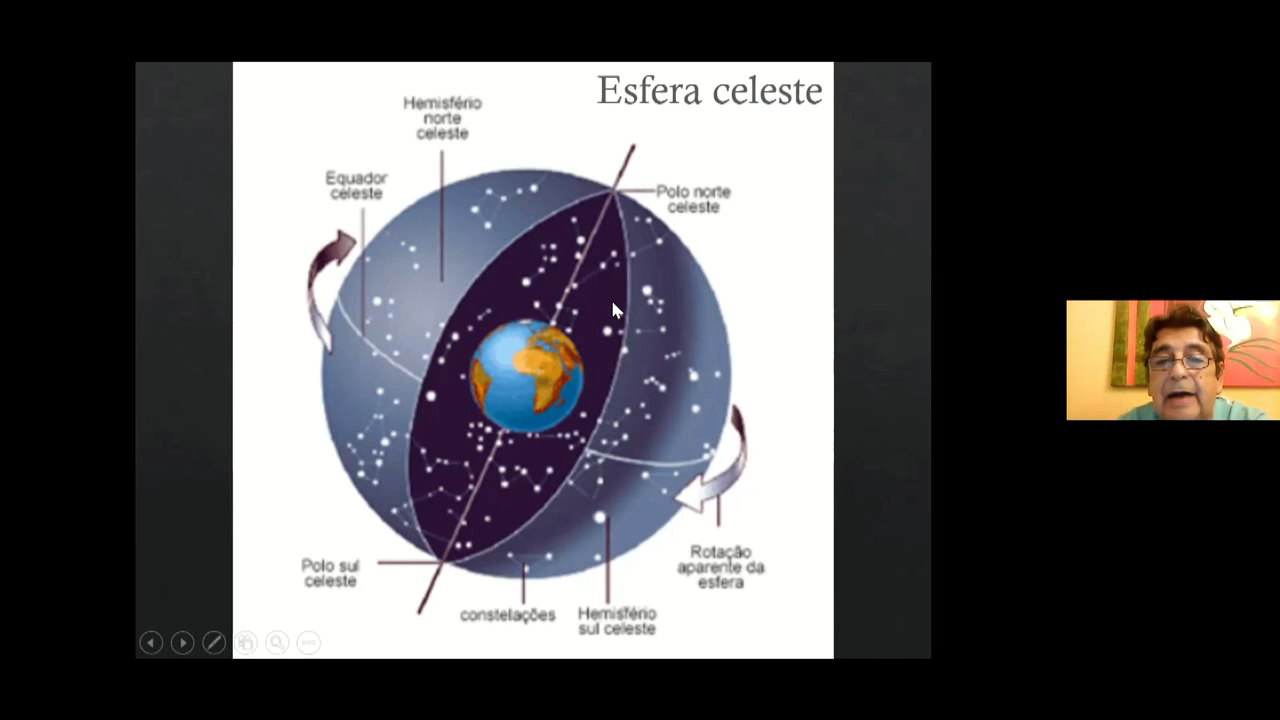 Esfera celeste
Hemisfério
norte
celeste
Equador
celeste
Polo norte
celeste
Polo sul
celeste
constelações
Hemisfério
sul celeste
Rotação
aparente da
esfera